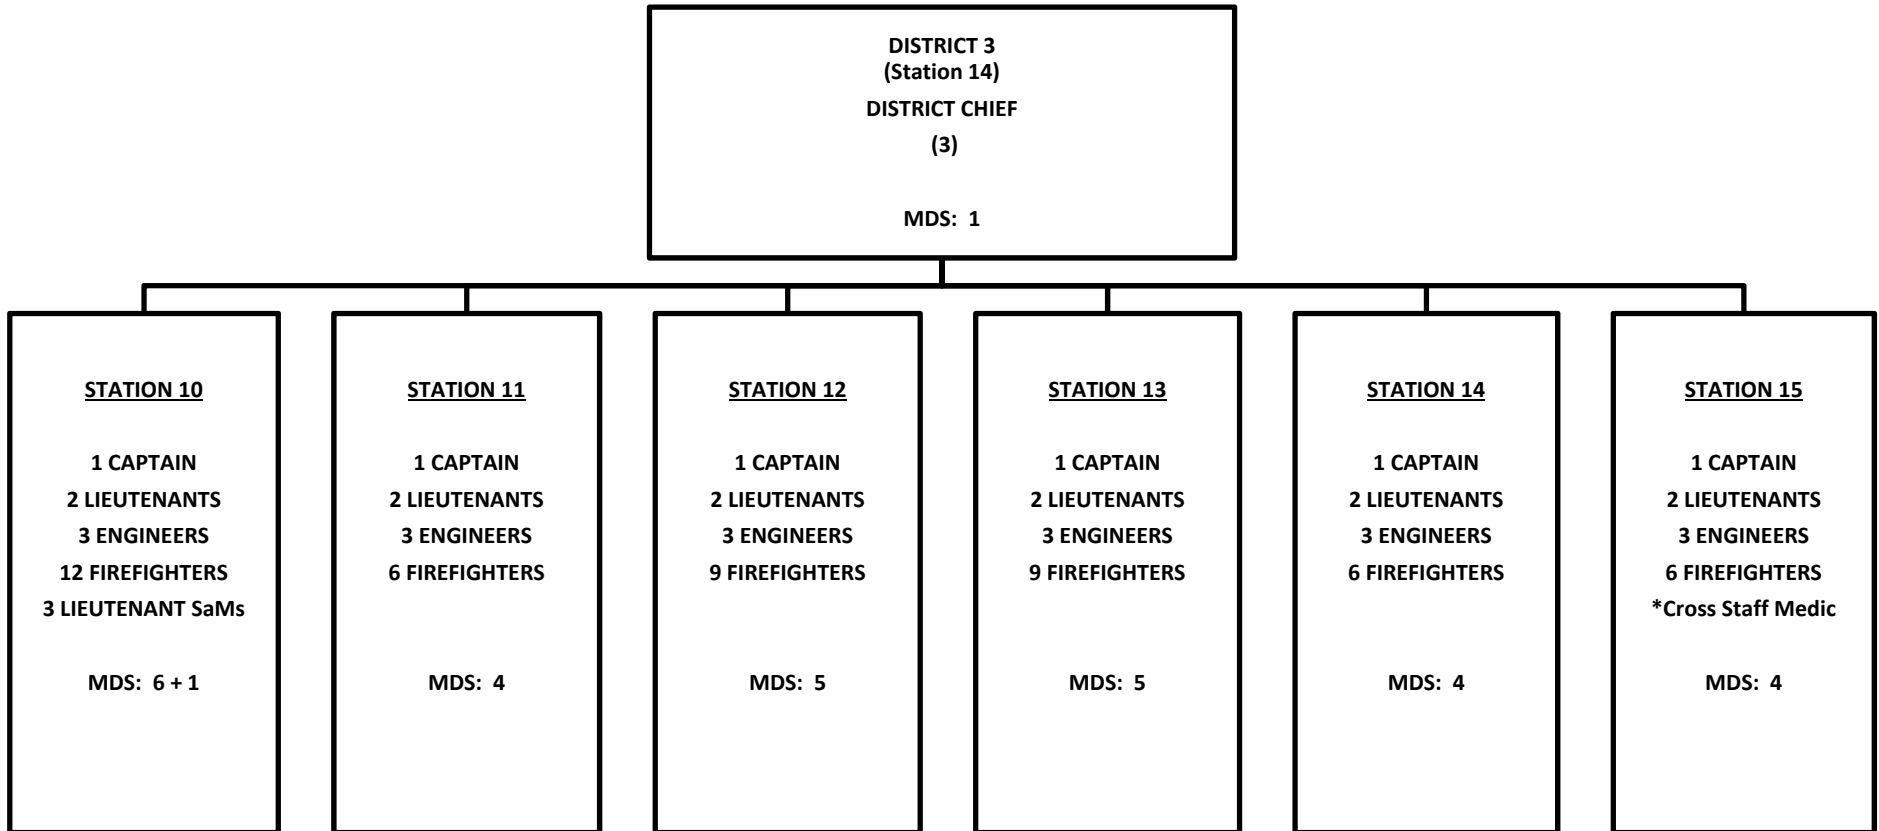 DISTRICT 3
(Station 14)
DISTRICT CHIEF
(3)
MDS: 1
STATION 10
1 CAPTAIN
2 LIEUTENANTS
3 ENGINEERS
12 FIREFIGHTERS
3 LIEUTENANT SaMs
MDS: 6 + 1
STATION 11
1 CAPTAIN
2 LIEUTENANTS
3 ENGINEERS
6 FIREFIGHTERS
MDS: 4
STATION 12
1 CAPTAIN
2 LIEUTENANTS
3 ENGINEERS
9 FIREFIGHTERS
MDS: 5
STATION 13
1 CAPTAIN
2 LIEUTENANTS
3 ENGINEERS
9 FIREFIGHTERS
MDS: 5
STATION 14
1 CAPTAIN
2 LIEUTENANTS
3 ENGINEERS
6 FIREFIGHTERS
MDS: 4
STATION 15
1 CAPTAIN
2 LIEUTENANTS
3 ENGINEERS
6 FIREFIGHTERS
*Cross Staff Medic
MDS: 4